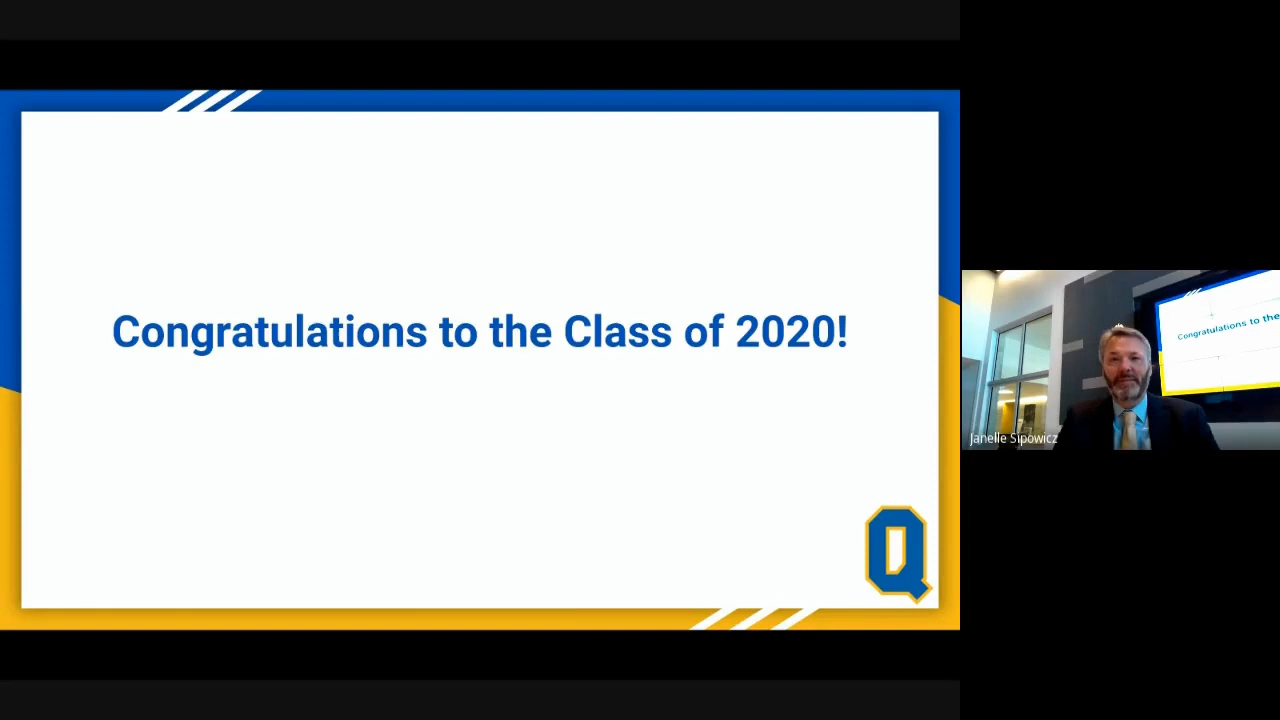 Congratulations to the Class of 2020!
Q
Congratulations to the
Janelle Sipowicz